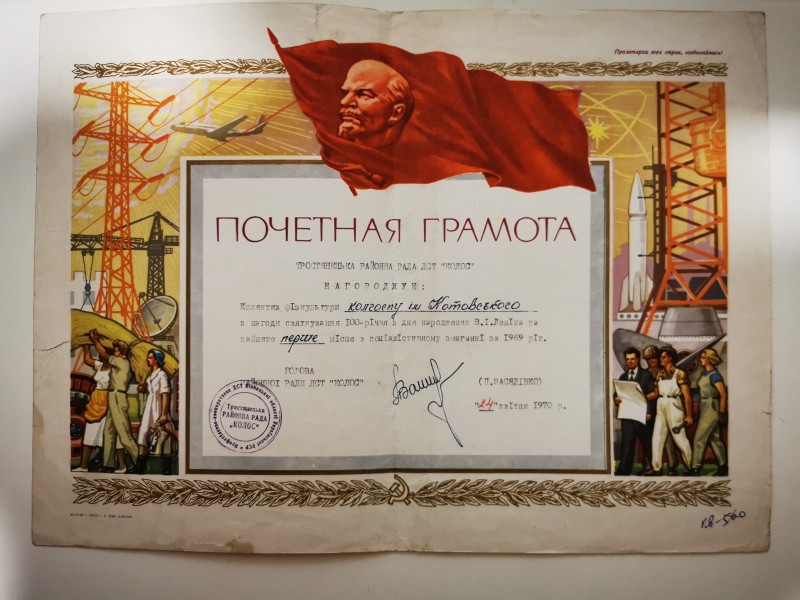 Пролетарии всех стран, соединяйтесь!
ПОЧЕТНАЯ ГРАМОТА
ТРОСТЯНЕЦЬКА РАЙОННА РАДА ДСТ "КОЛОС"
НАГОРОДЖУЄ:
Колектив фізкультури колгоспу ім Котовського
з нагоди святкування 100-річчя з дня народження В.І.Леніна за
зайняте перше місце в соціалістичному змаганні за 1969 рік.
ГОЛОВА
РАЙОННОЇ РАДИ ДСТ "КОЛОС"
(П.ВАСИЛІВКО)
"24" квітня 1970 р.
Тростянецька
РАЙОННА РАДА
"КОЛОС"